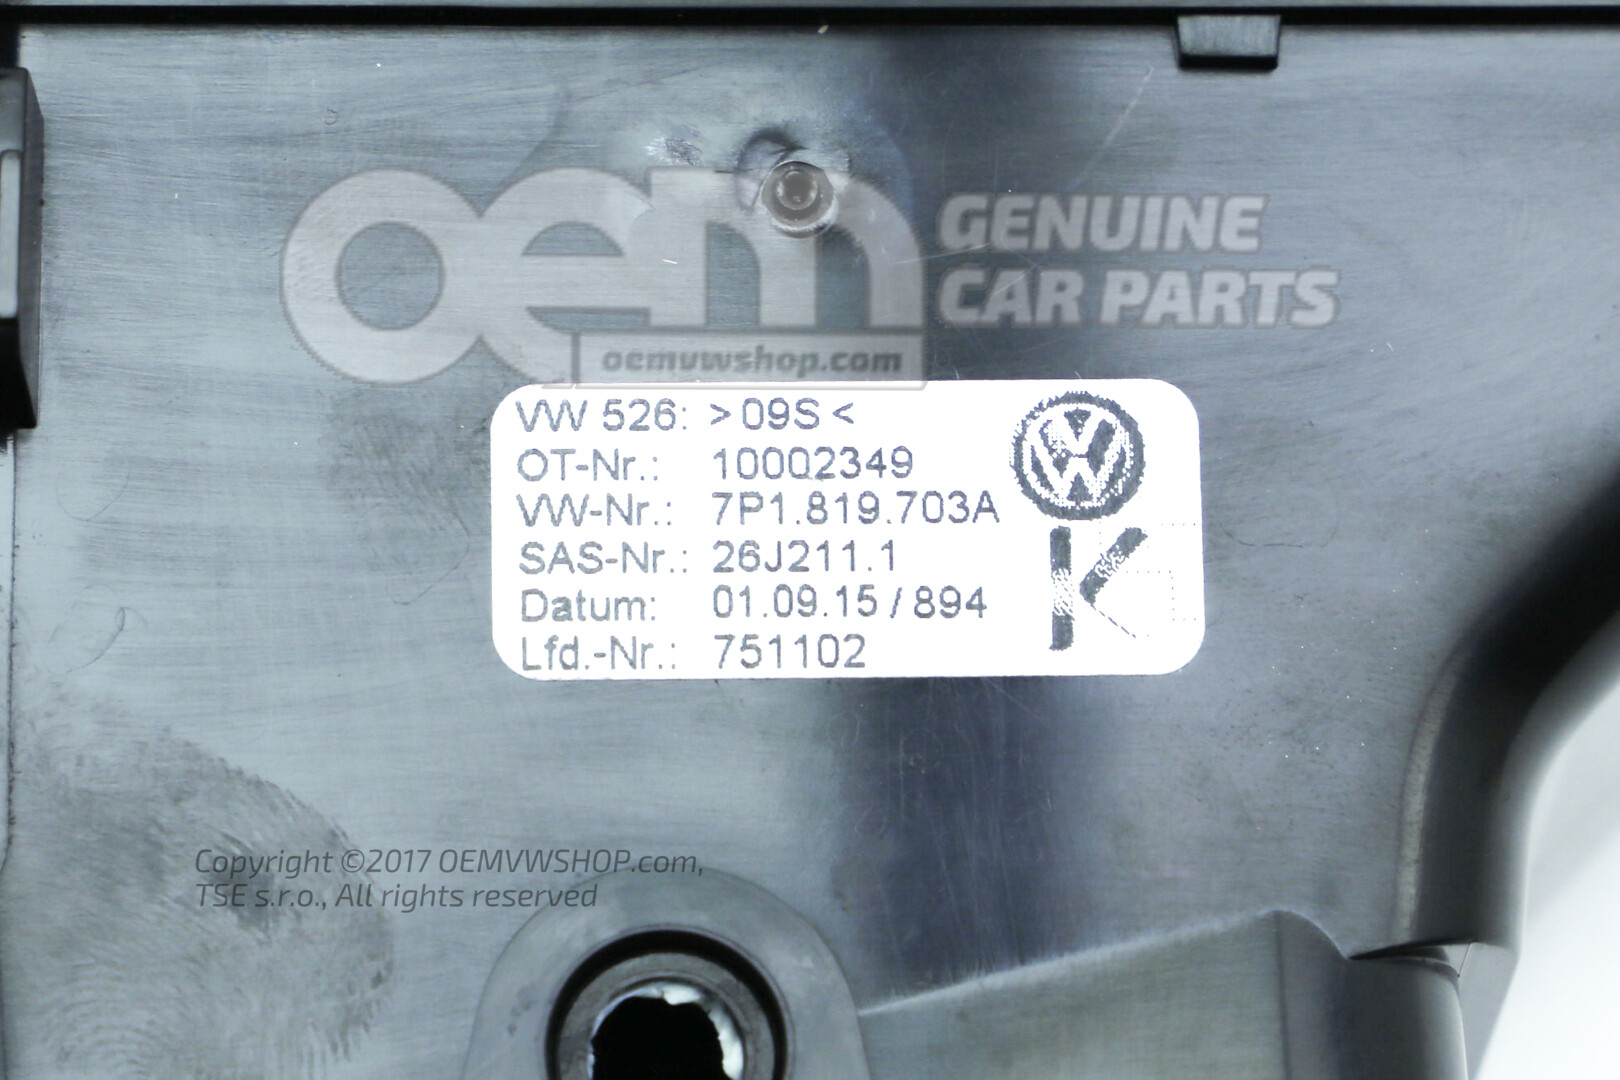 oem
GENUINE
CAR PARTS
oemvwshop.com
VW 526: >09S<
OT-Nr.: 10002349
VW-Nr.: 7P1.819.703A
SAS-Nr.: 26J211.1
Datum: 01.09.15/894
Lfd.-Nr.: 751102
K
Copyright ©2017 OEMVWSHOP.com,
TSE s.r.o., All rights reserved